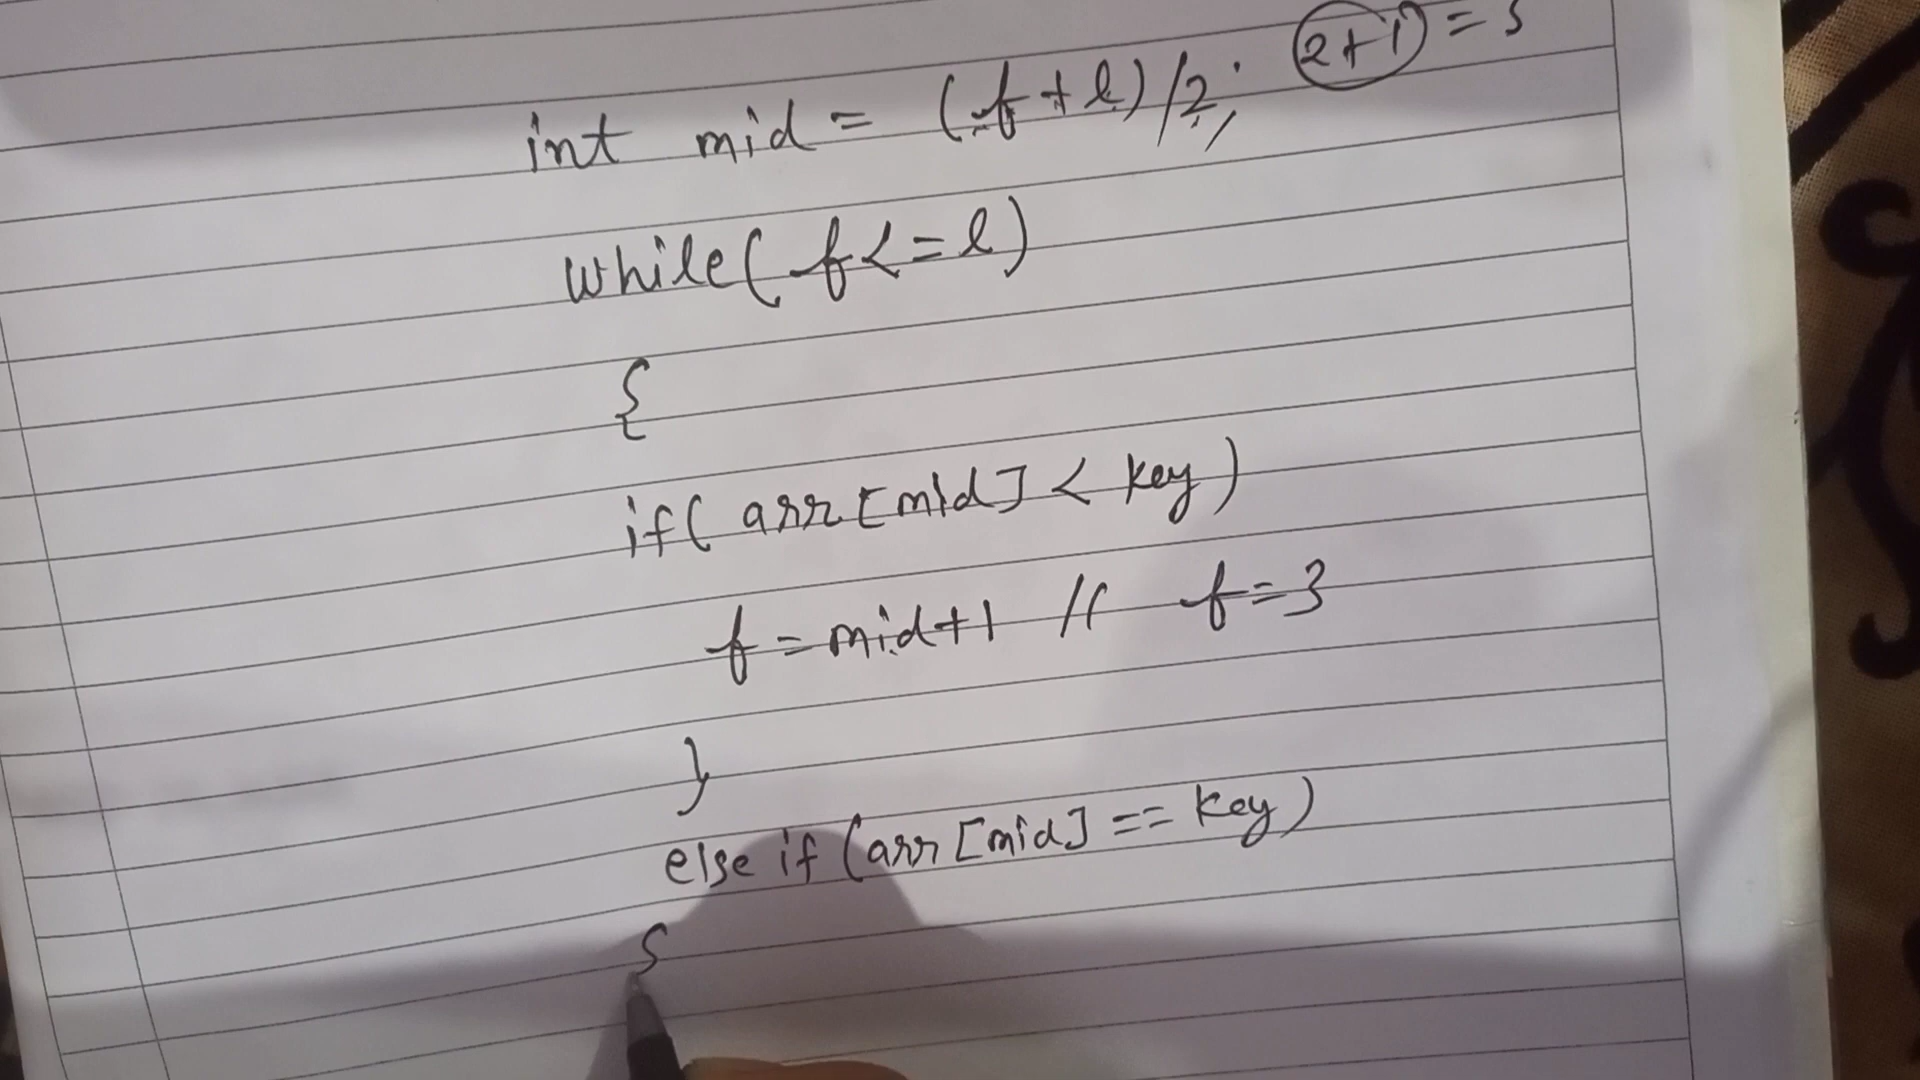 (2+1) = 3
int mid = (f+l)/2;
while( f<=l)
{
if( arr[mid] < key)
f=mid+1 // f=3
}
else if (arr[mid] == key)
{